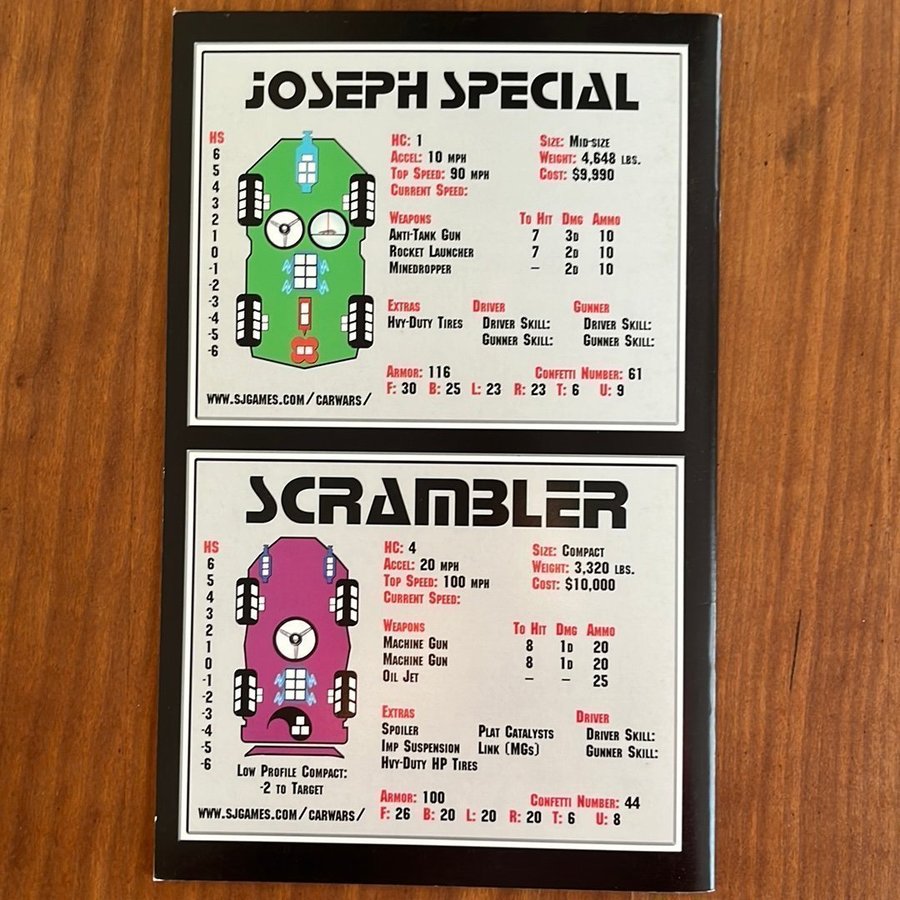 JOSEPH SPECIAL
HS
6
5
4
3
2
1
0
-1
-2
-3
-4
-5
-6
HC: 1
ACCEL: 10 MPH
TOP SPEED: 90 MPH
CURRENT SPEED:
SIZE: MID-SIZE
WEIGHT: 4,648 LBS.
COST: $9,990
WEAPONS TO HIT DMG AMMO
ANTI-TANK GUN 7 3D 10
ROCKET LAUNCHER 7 2D 10
MINEDROPPER – 2D 10
EXTRAS DRIVER GUNNER
HVY-DUTY TIRES DRIVER SKILL: DRIVER SKILL:
GUNNER SKILL: GUNNER SKILL:
ARMOR: 116 CONFETTI NUMBER: 61
F: 30 B: 25 L: 23 R: 23 T: 6 U: 9
WWW.SJGAMES.COM/CARWARS/
SCRAMBLER
HS
6
5
4
3
2
1
0
-1
-2
-3
-4
-5
-6
HC: 4
ACCEL: 20 MPH
TOP SPEED: 100 MPH
CURRENT SPEED:
SIZE: COMPACT
WEIGHT: 3,320 LBS.
COST: $10,000
WEAPONS TO HIT DMG AMMO
MACHINE GUN 8 1D 20
MACHINE GUN 8 1D 20
OIL JET – – 25
EXTRAS DRIVER
SPOILER PLAT CATALYSTS DRIVER SKILL:
IMP SUSPENSION LINK (MGS) GUNNER SKILL:
HVY-DUTY HP TIRES
LOW PROFILE COMPACT:
-2 TO TARGET
ARMOR: 100 CONFETTI NUMBER: 44
F: 26 B: 20 L: 20 R: 20 T: 6 U: 8
WWW.SJGAMES.COM/CARWARS/